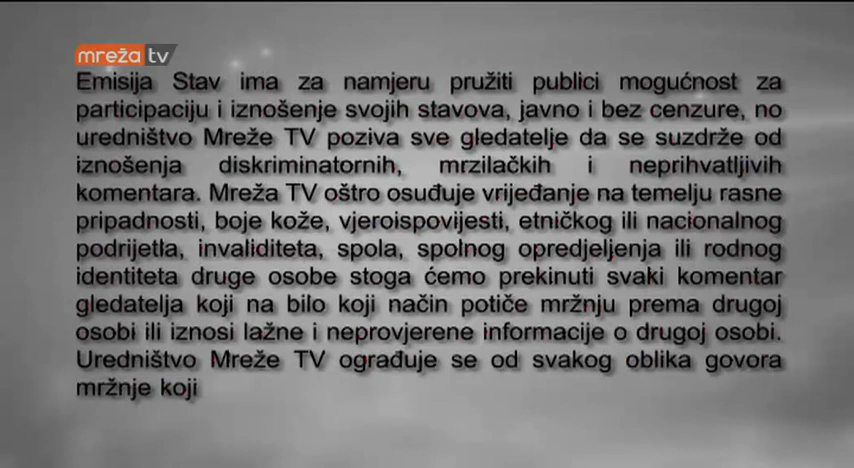 mreža tv
Emisija Stav ima za namjeru pružiti publici mogućnost za
participaciju i iznošenje svojih stavova, javno i bez cenzure, no
uredništvo Mreže TV poziva sve gledatelje da se suzdrže od
iznošenja diskriminatornih, mrzilačkih i neprihvatljivih
komentara. Mreža TV oštro osuđuje vrijeđanje na temelju rasne
pripadnosti, boje kože, vjeroispovijesti, etničkog ili nacionalnog
podrijetla, invaliditeta, spola, spolnog opredjeljenja ili rodnog
identiteta druge osobe stoga ćemo prekinuti svaki komentar
gledatelja koji na bilo koji način potiče mržnju prema drugoj
osobi ili iznosi lažne i neprovjerene informacije o drugoj osobi.
Uredništvo Mreže TV ograđuje se od svakog oblika govora
mržnje koji